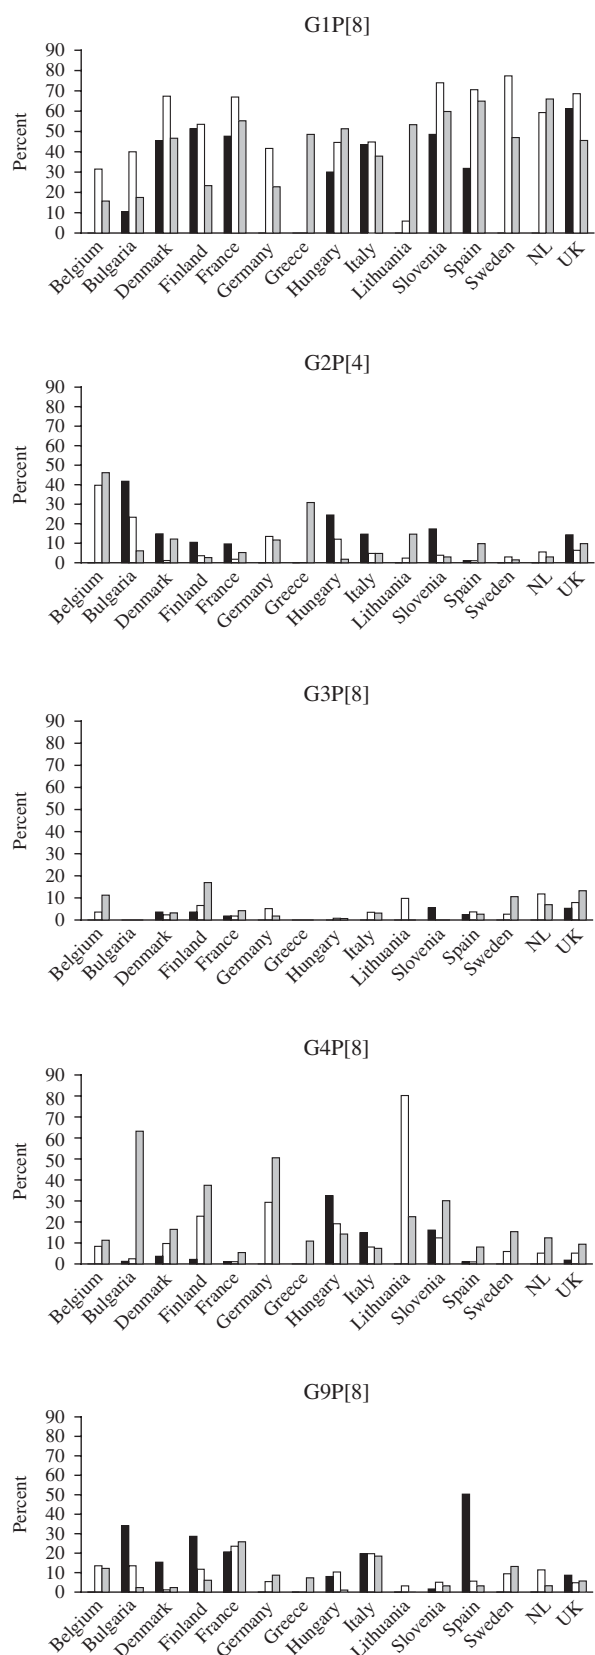 G1P[8]
90
80
70
60
50
40
30
20
10
0
Percent
Belgium
Bulgaria
Denmark
Finland
France
Germany
Greece
Hungary
Italy
Lithuania
Slovenia
Spain
Sweden
NL
UK
G2P[4]
90
80
70
60
50
40
30
20
10
0
Percent
Belgium
Bulgaria
Denmark
Finland
France
Germany
Greece
Hungary
Italy
Lithuania
Slovenia
Spain
Sweden
NL
UK
G3P[8]
90
80
70
60
50
40
30
20
10
0
Percent
Belgium
Bulgaria
Denmark
Finland
France
Germany
Greece
Hungary
Italy
Lithuania
Slovenia
Spain
Sweden
NL
UK
G4P[8]
90
80
70
60
50
40
30
20
10
0
Percent
Belgium
Bulgaria
Denmark
Finland
France
Germany
Greece
Hungary
Italy
Lithuania
Slovenia
Spain
Sweden
NL
UK
G9P[8]
90
80
70
60
50
40
30
20
10
0
Percent
Belgium
Bulgaria
Denmark
Finland
France
Germany
Greece
Hungary
Italy
Lithuania
Slovenia
Spain
Sweden
NL
UK